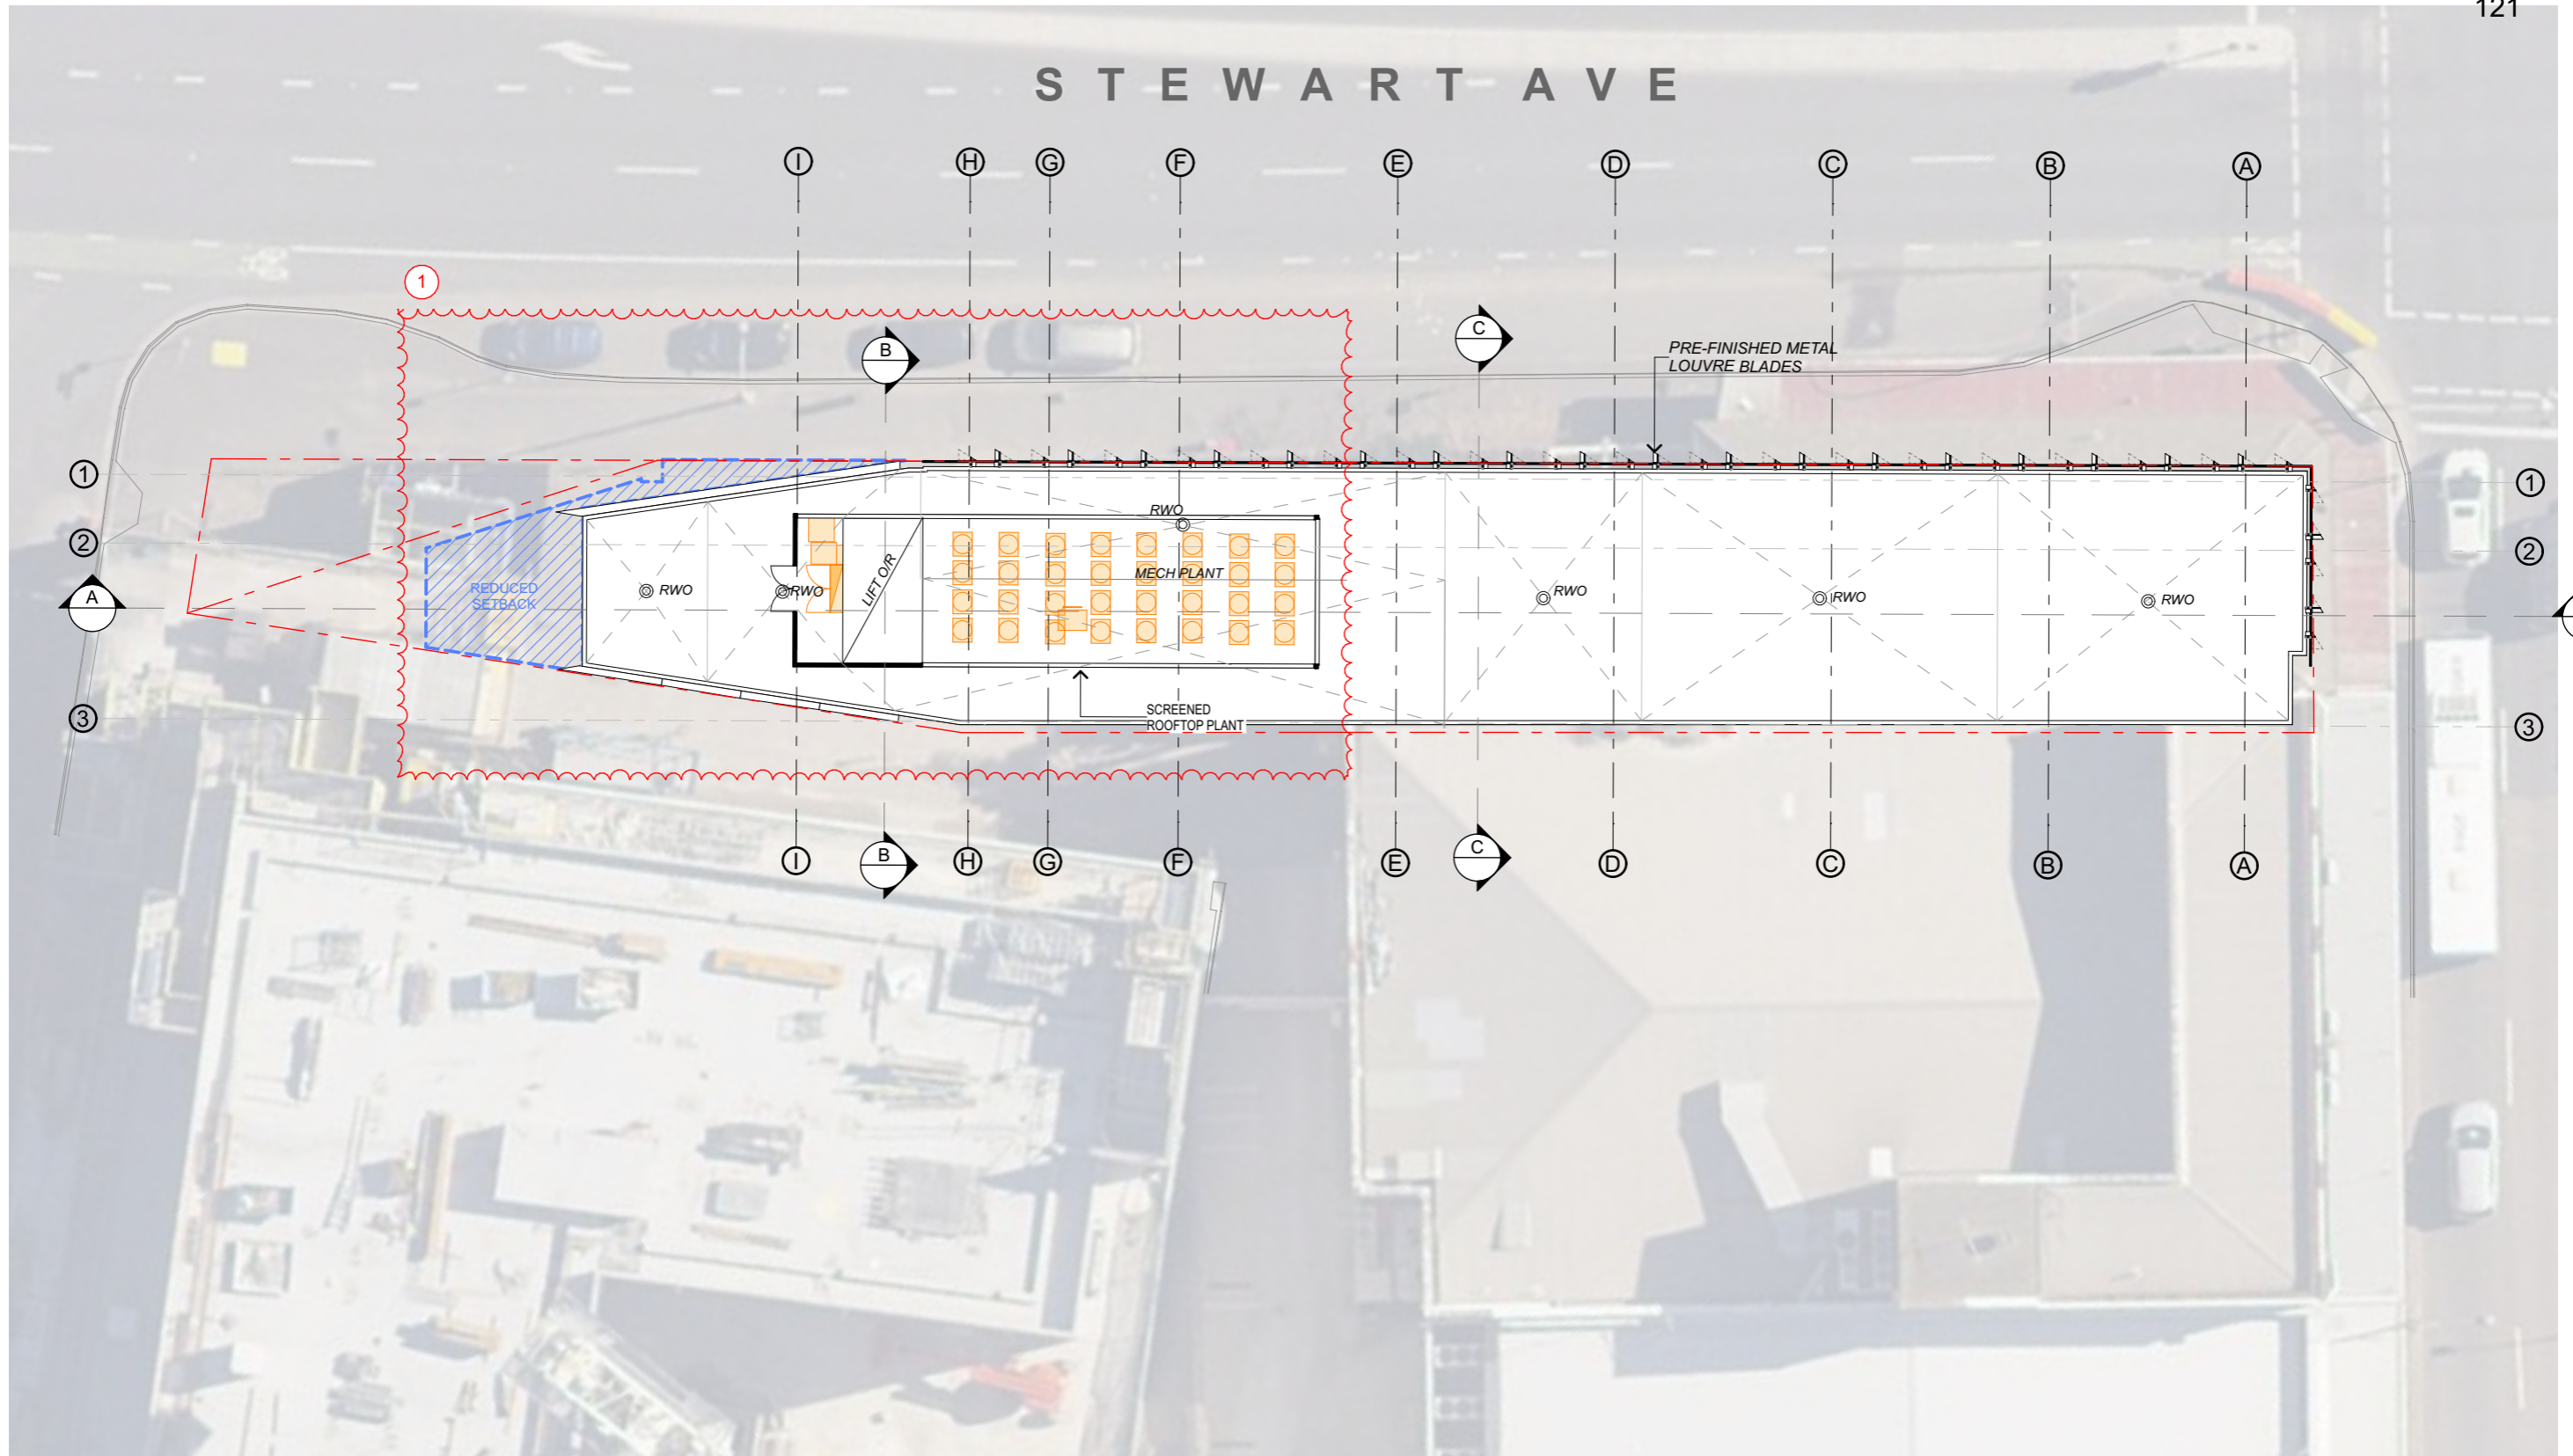 121
STEWART AVE
I H G F E D C B A
1
B
C
PRE-FINISHED METAL
LOUVRE BLADES
1
1
2
2
RWO
MECH PLANT
LIFT O/R
REDUCED
SETBACK
RWO
RWO
RWO
RWO
RWO
A
3
3
SCREENED
ROOFTOP PLANT
I
B
H G F E
C
D C B A